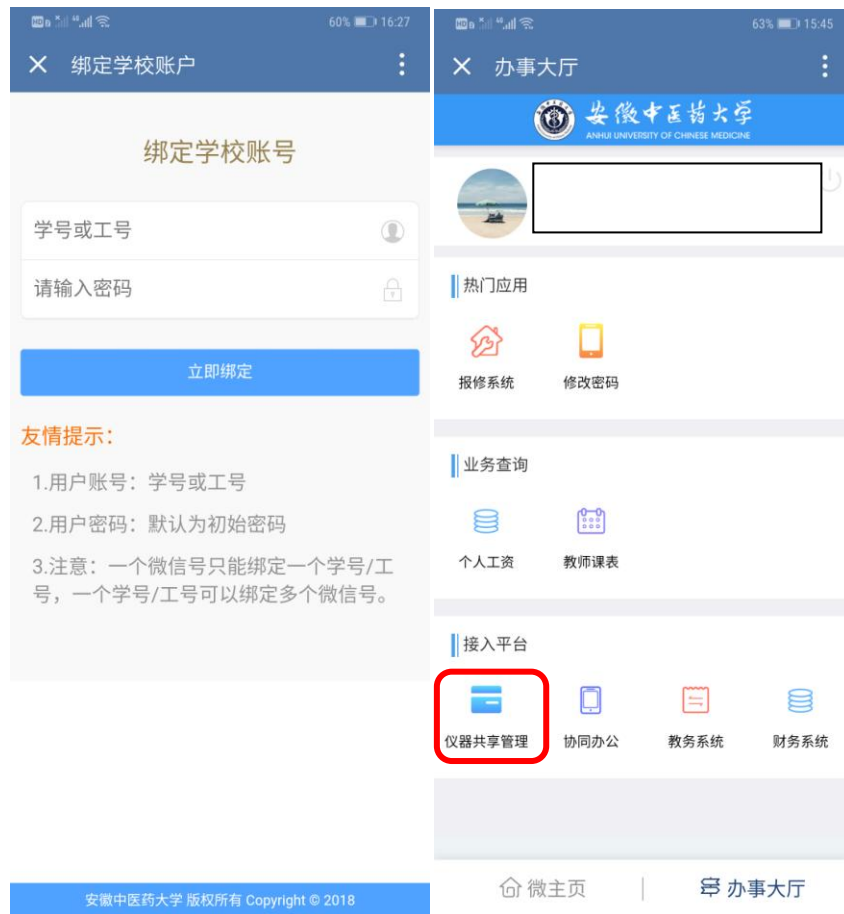 60% 16:27
绑定学校账户
绑定学校账号
学号或工号
请输入密码
立即绑定
友情提示：
1.用户账号：学号或工号
2.用户密码：默认为初始密码
3.注意：一个微信号只能绑定一个学号/工
号，一个学号/工号可以绑定多个微信号。
安徽中医药大学 版权所有 Copyright © 2018
63% 15:45
办事大厅
安徽中医药大学
ANHUI UNIVERSITY OF CHINESE MEDICINE
热门应用
报修系统 修改密码
业务查询
个人工资 教师课表
接入平台
仪器共享管理 协同办公 教务系统 财务系统
微主页 办事大厅